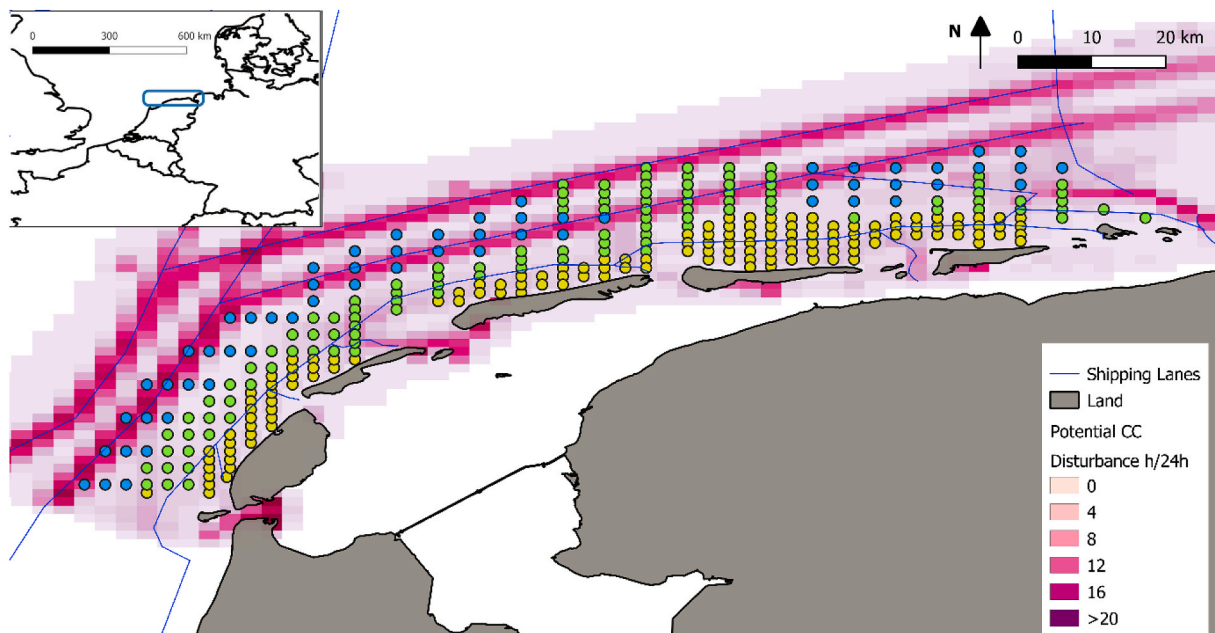 0 300 600 km
N 0 10 20 km
Shipping Lanes
Land
Potential CC
Disturbance h/24h
0
4
8
12
16
>20